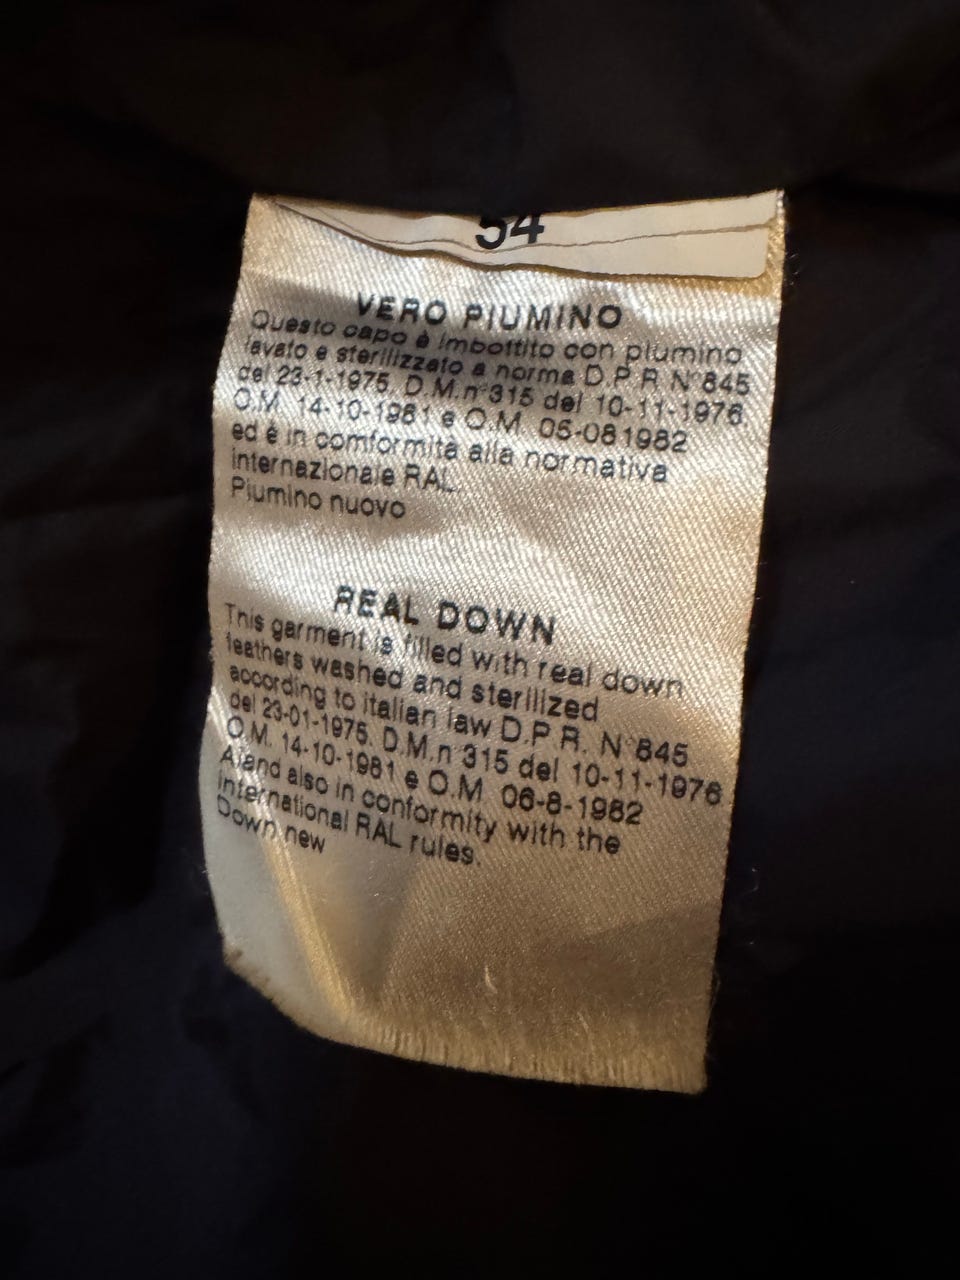 54
VERO PIUMINO
Questo capo è imbottito con piumino
lavato e sterilizzato a norma D.P.R. N°845
del 23-1-1975. D.M.n°315 del 10-11-1976.
O.M. 14-10-1981 e O.M. 05-081982
ed è in comformità alla normativa
internazionale RAL.
Piumino nuovo
REAL DOWN
This garment is filled with real down
feathers washed and sterilized
according to italian law D.P.R. N°845
del 23-01-1975. D.M.n 315 del 10-11-1976
O.M. 14-10-1981 e O.M. 06-8-1982
Aland also in conformity with the
international RAL rules.
Down new